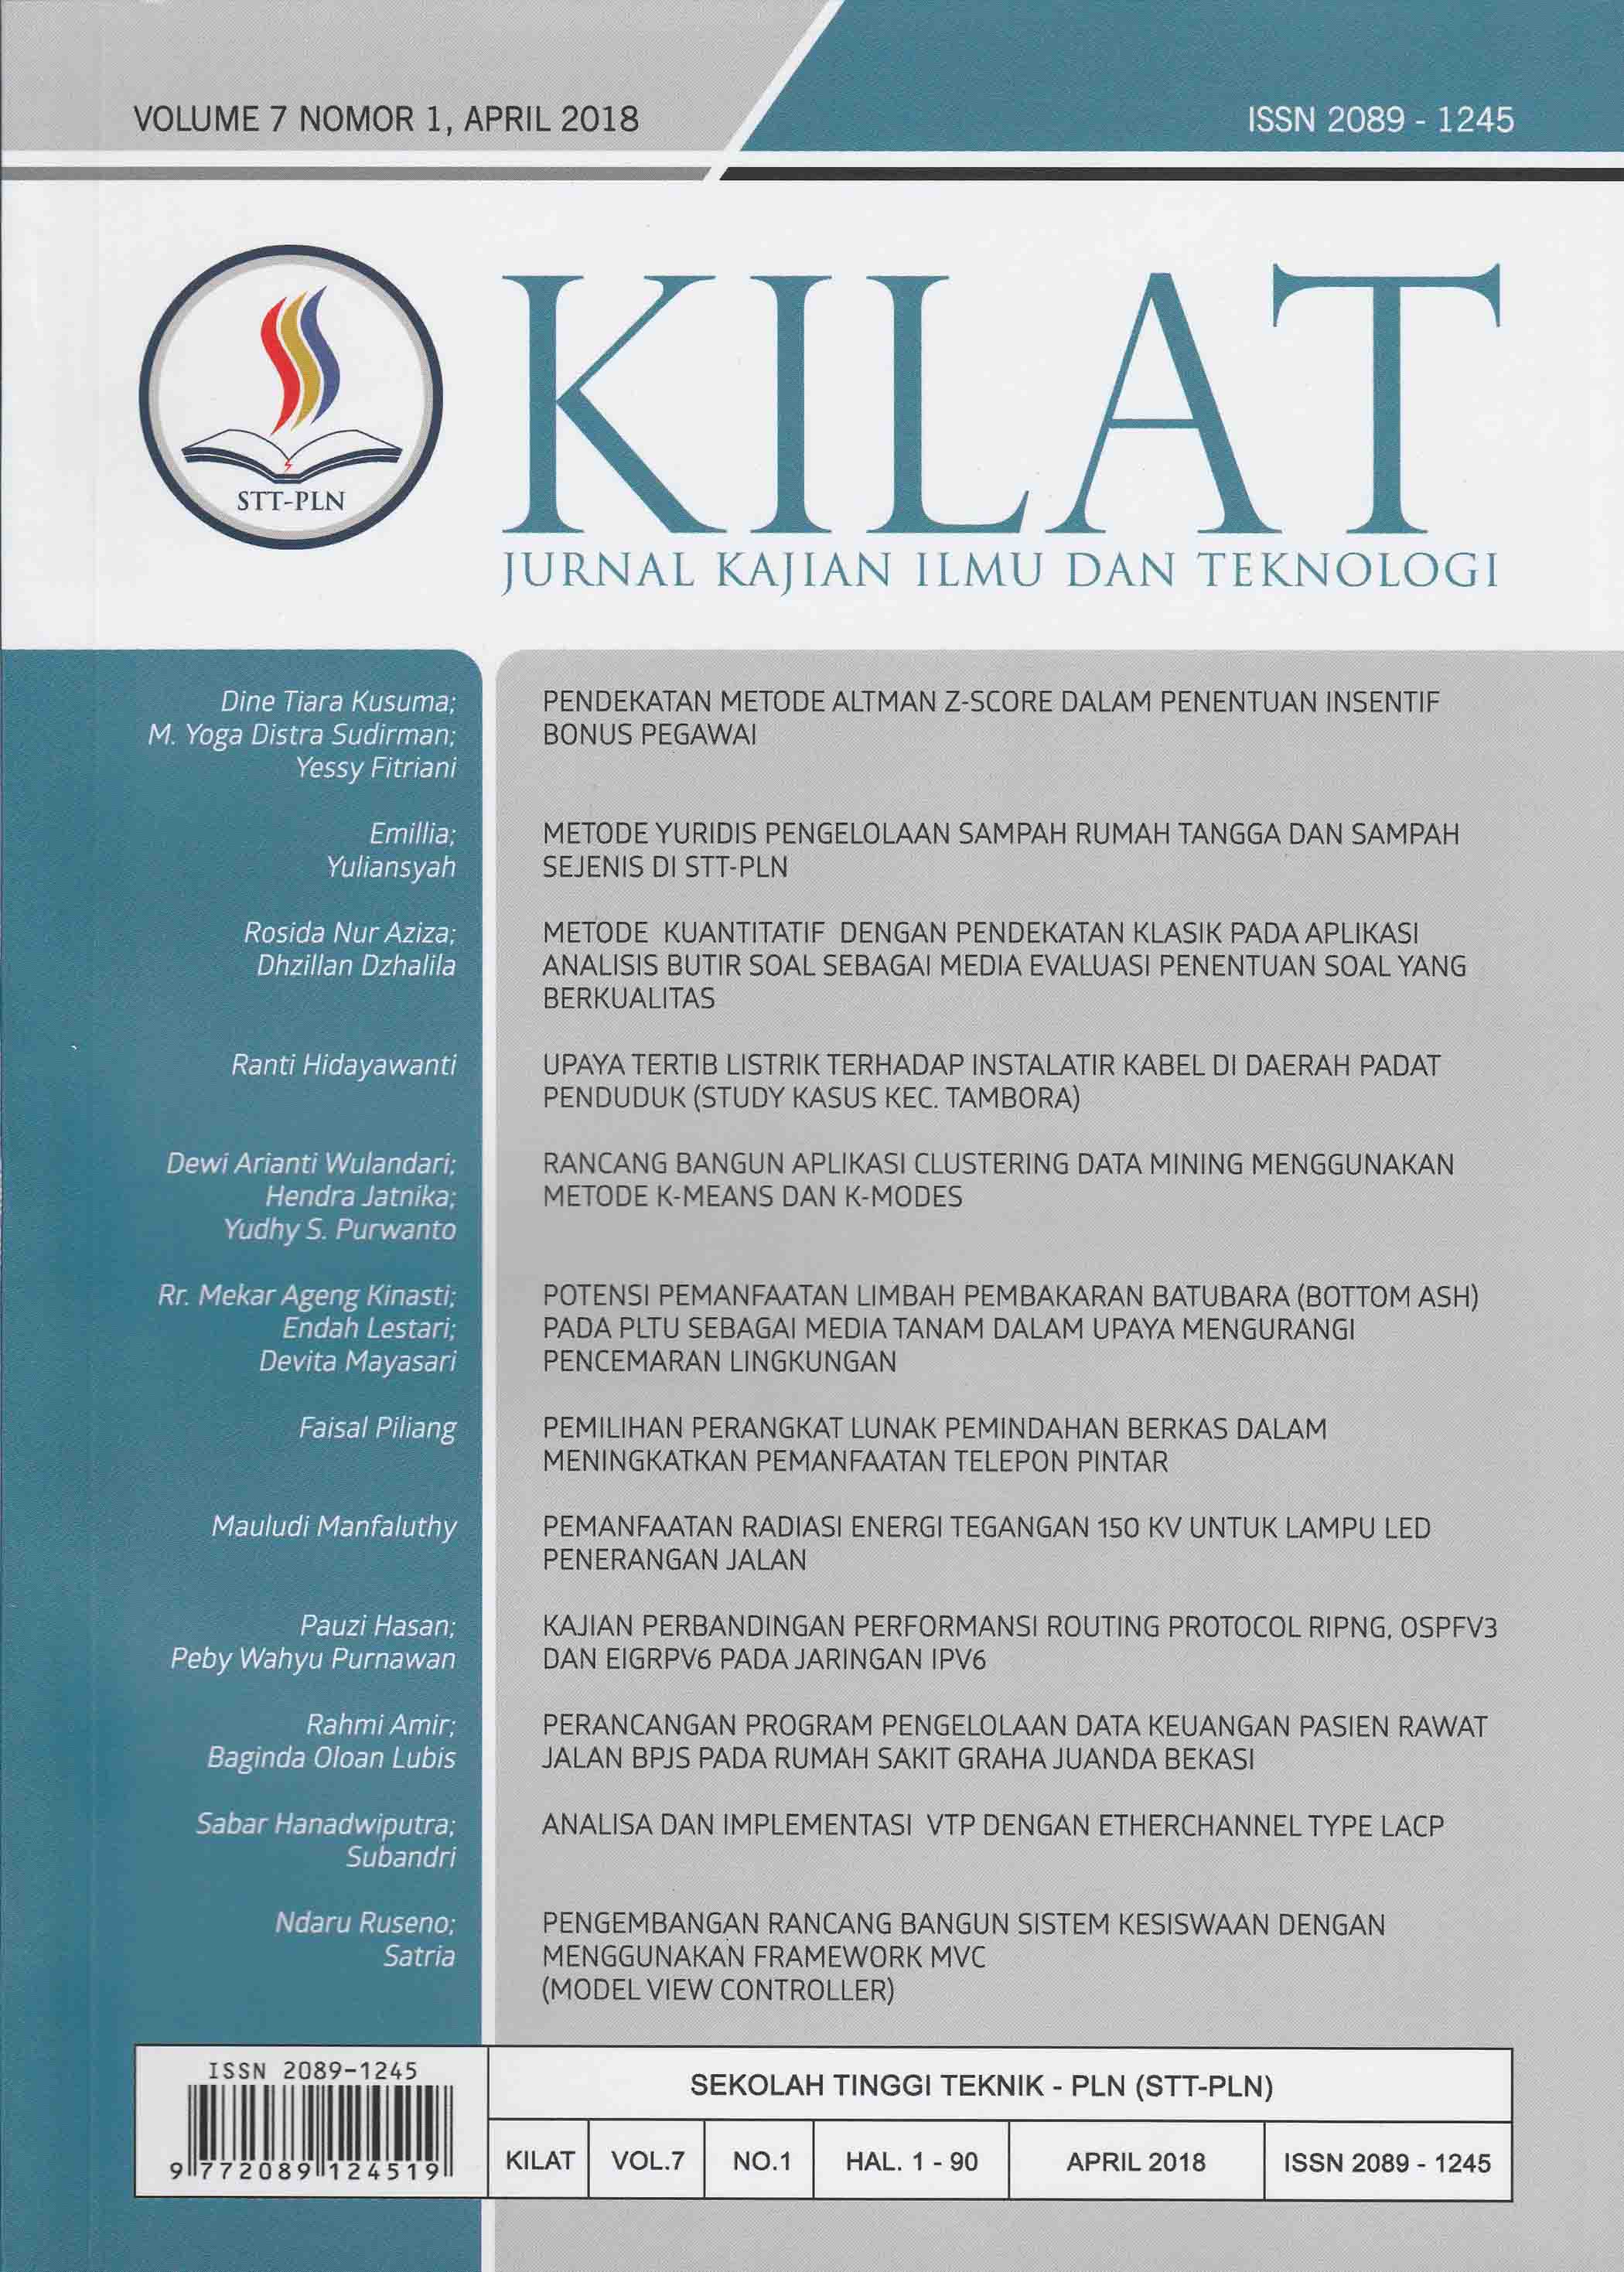 VOLUME 7 NOMOR 1, APRIL 2018
ISSN 2089 - 1245
STT-PLN
KILAT
JURNAL KAJIAN ILMU DAN TEKNOLOGI
Dine Tiara Kusuma;
M. Yoga Distra Sudirman;
Yessy Fitriani
PENDEKATAN METODE ALTMAN Z-SCORE DALAM PENENTUAN INSENTIF
BONUS PEGAWAI
Emillia;
Yuliansyah
METODE YURIDIS PENGELOLAAN SAMPAH RUMAH TANGGA DAN SAMPAH
SEJENIS DI STT-PLN
Rosida Nur Aziza;
Dhzillan Dzhalila
METODE KUANTITATIF DENGAN PENDEKATAN KLASIK PADA APLIKASI
ANALISIS BUTIR SOAL SEBAGAI MEDIA EVALUASI PENENTUAN SOAL YANG
BERKUALITAS
Ranti Hidayawanti
UPAYA TERTIB LISTRIK TERHADAP INSTALATIR KABEL DI DAERAH PADAT
PENDUDUK (STUDY KASUS KEC. TAMBORA)
Dewi Arianti Wulandari;
Hendra Jatnika;
Yudhy S. Purwanto
RANCANG BANGUN APLIKASI CLUSTERING DATA MINING MENGGUNAKAN
METODE K-MEANS DAN K-MODES
Rr. Mekar Ageng Kinasti;
Endah Lestari;
Devita Mayasari
POTENSI PEMANFAATAN LIMBAH PEMBAKARAN BATUBARA (BOTTOM ASH)
PADA PLTU SEBAGAI MEDIA TANAM DALAM UPAYA MENGURANGI
PENCEMARAN LINGKUNGAN
Faisal Piliang
PEMILIHAN PERANGKAT LUNAK PEMINDAHAN BERKAS DALAM
MENINGKATKAN PEMANFAATAN TELEPON PINTAR
Mauludi Manfaluthy
PEMANFAATAN RADIASI ENERGI TEGANGAN 150 KV UNTUK LAMPU LED
PENERANGAN JALAN
Pauzi Hasan;
Peby Wahyu Purnawan
KAJIAN PERBANDINGAN PERFORMANSI ROUTING PROTOCOL RIPNG, OSPFV3
DAN EIGRPV6 PADA JARINGAN IPV6
Rahmi Amir;
Baginda Oloan Lubis
PERANCANGAN PROGRAM PENGELOLAAN DATA KEUANGAN PASIEN RAWAT
JALAN BPJS PADA RUMAH SAKIT GRAHA JUANDA BEKASI
Sabar Hanadwiputra;
Subandri
ANALISA DAN IMPLEMENTASI VTP DENGAN ETHERCHANNEL TYPE LACP
Ndaru Ruseno;
Satria
PENGEMBANGAN RANCANG BANGUN SISTEM KESISWAAN DENGAN
MENGGUNAKAN FRAMEWORK MVC
(MODEL VIEW CONTROLLER)
ISSN 2089-1245
9 772089 124519
SEKOLAH TINGGI TEKNIK - PLN (STT-PLN)
KILAT VOL.7 NO.1 HAL. 1 - 90 APRIL 2018 ISSN 2089 - 1245